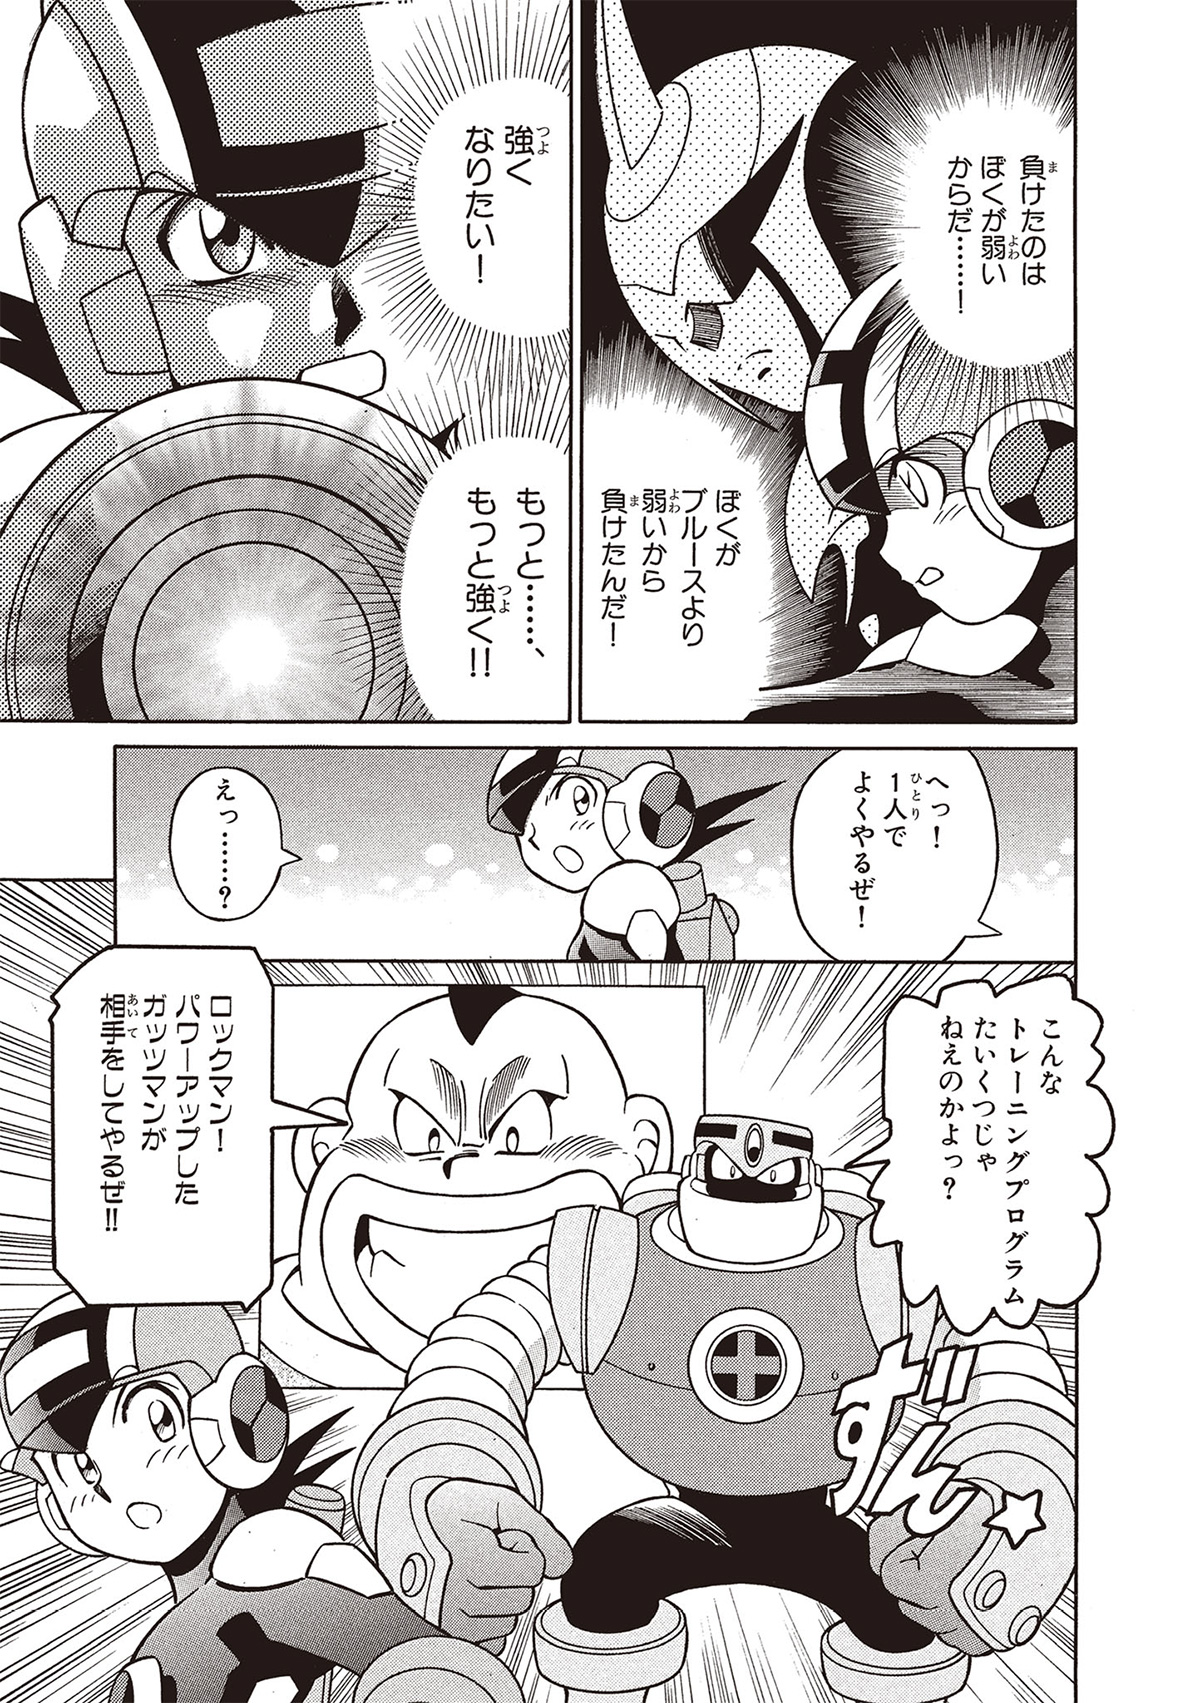 負けたのは
ぼくが弱い
からだ……！
ぼくが
ブルースより
弱いから
負けたんだ！
強く
なりたい！
もっと……、
もっと強く!!
へっ！
1人で
よくやるぜ！
えっ……？
こんな
トレーニングプログラム
たいくつじゃ
ねえのかよっ？
ロックマン！
パワーアップした
ガッツマンが
相手をしてやるぜ!!
ずん